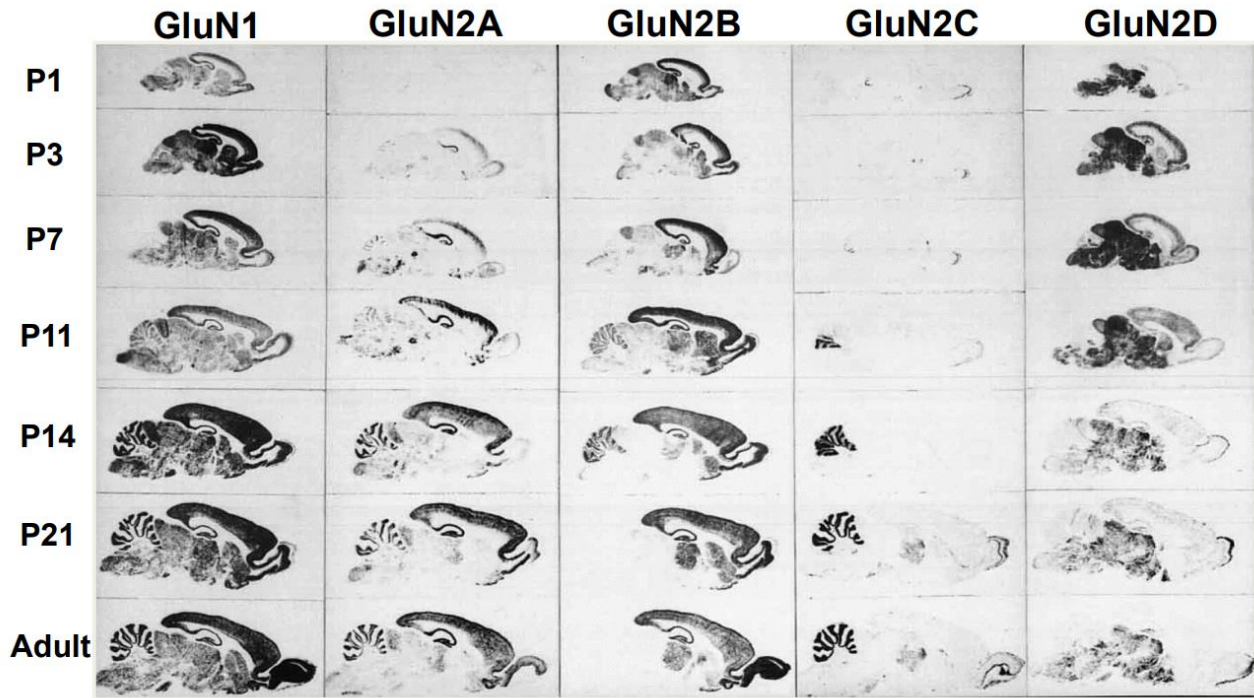 GluN1 GluN2A GluN2B GluN2C GluN2D
P1
P3
P7
P11
P14
P21
Adult